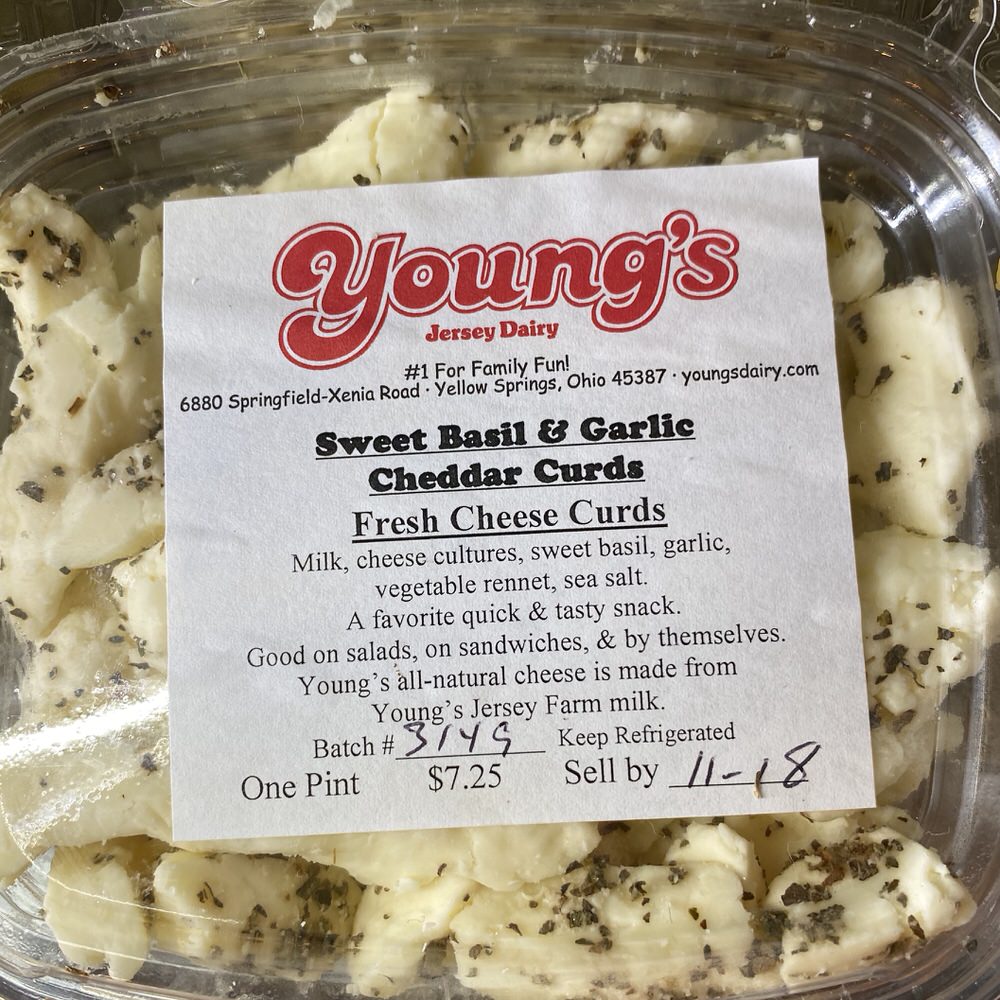 Young's
Jersey Dairy
#1 For Family Fun!
6880 Springfield-Xenia Road · Yellow Springs, Ohio 45387 · youngsdairy.com
Sweet Basil & Garlic
Cheddar Curds
Fresh Cheese Curds
Milk, cheese cultures, sweet basil, garlic,
vegetable rennet, sea salt.
A favorite quick & tasty snack.
Good on salads, on sandwiches, & by themselves.
Young's all-natural cheese is made from
Young's Jersey Farm milk.
Batch # 3149 Keep Refrigerated
One Pint $7.25 Sell by 11-18